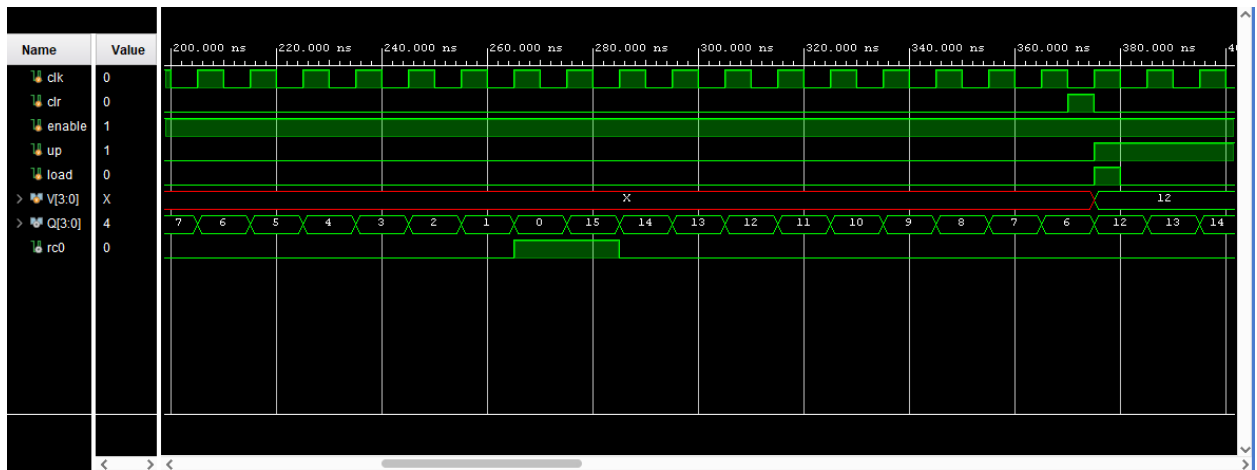 Name Value 200.000 ns 220.000 ns 240.000 ns 260.000 ns 280.000 ns 300.000 ns 320.000 ns 340.000 ns 360.000 ns 380.000 ns 4
clk 0
clr 0
enable 1
up 1
load 0
> V[3:0] X X 12
> Q[3:0] 4 7 6 5 4 3 2 1 0 15 14 13 12 11 10 9 8 7 6 12 13 14
rc0 0